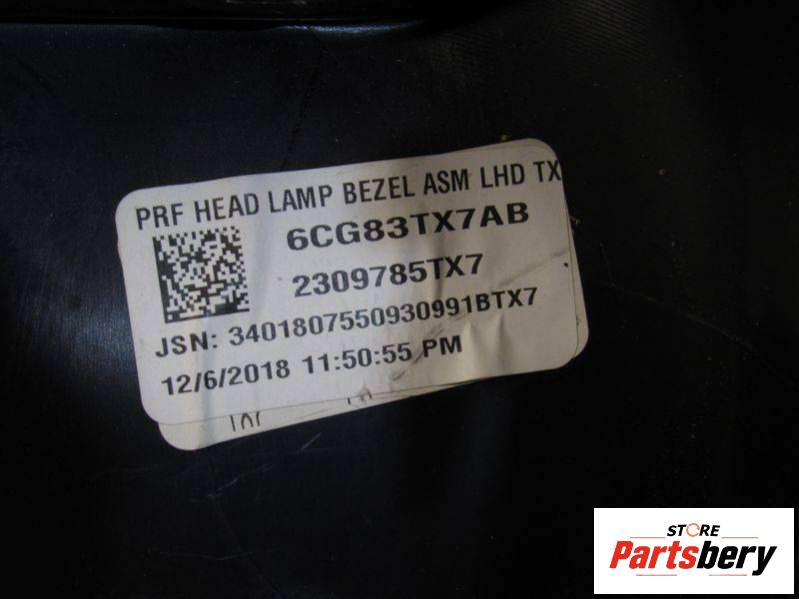 PRF HEAD LAMP BEZEL ASM LHD TX
6CG83TX7AB
2309785TX7
JSN: 3401807550930991BTX7
12/6/2018 11:50:55 PM
STORE
Partsbery